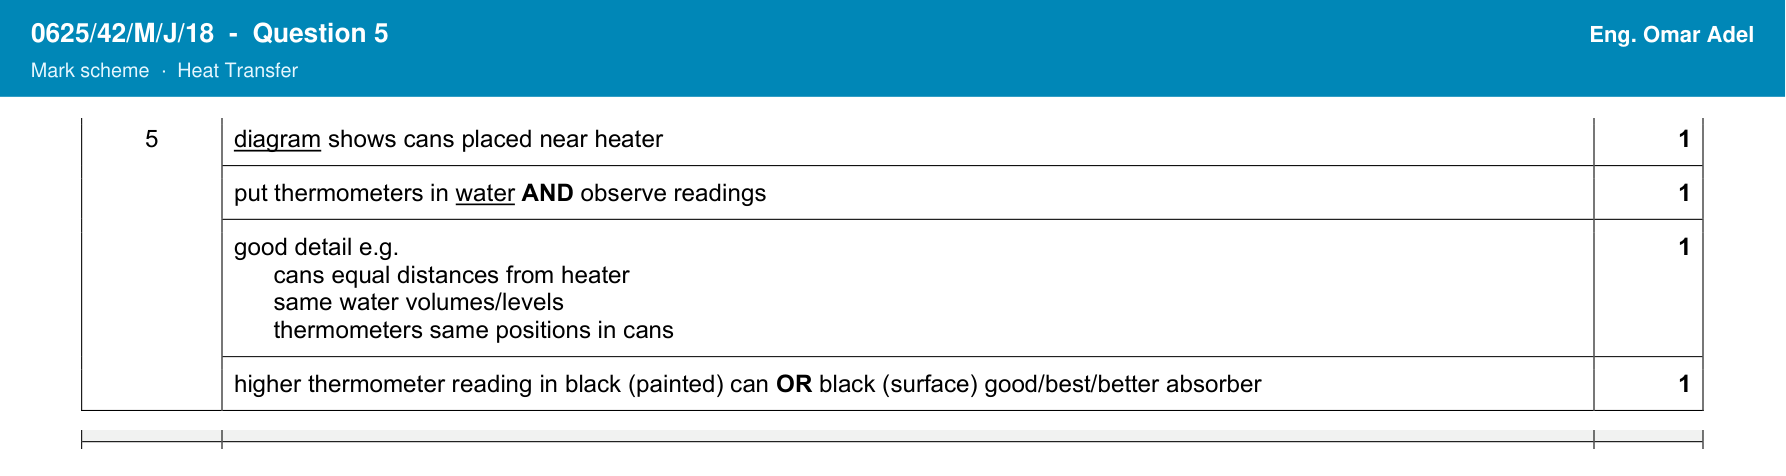 0625/42/M/J/18 - Question 5
Eng. Omar Adel
Mark scheme · Heat Transfer
5 diagram shows cans placed near heater 1
put thermometers in water AND observe readings 1
good detail e.g. 1
cans equal distances from heater
same water volumes/levels
thermometers same positions in cans
higher thermometer reading in black (painted) can OR black (surface) good/best/better absorber 1